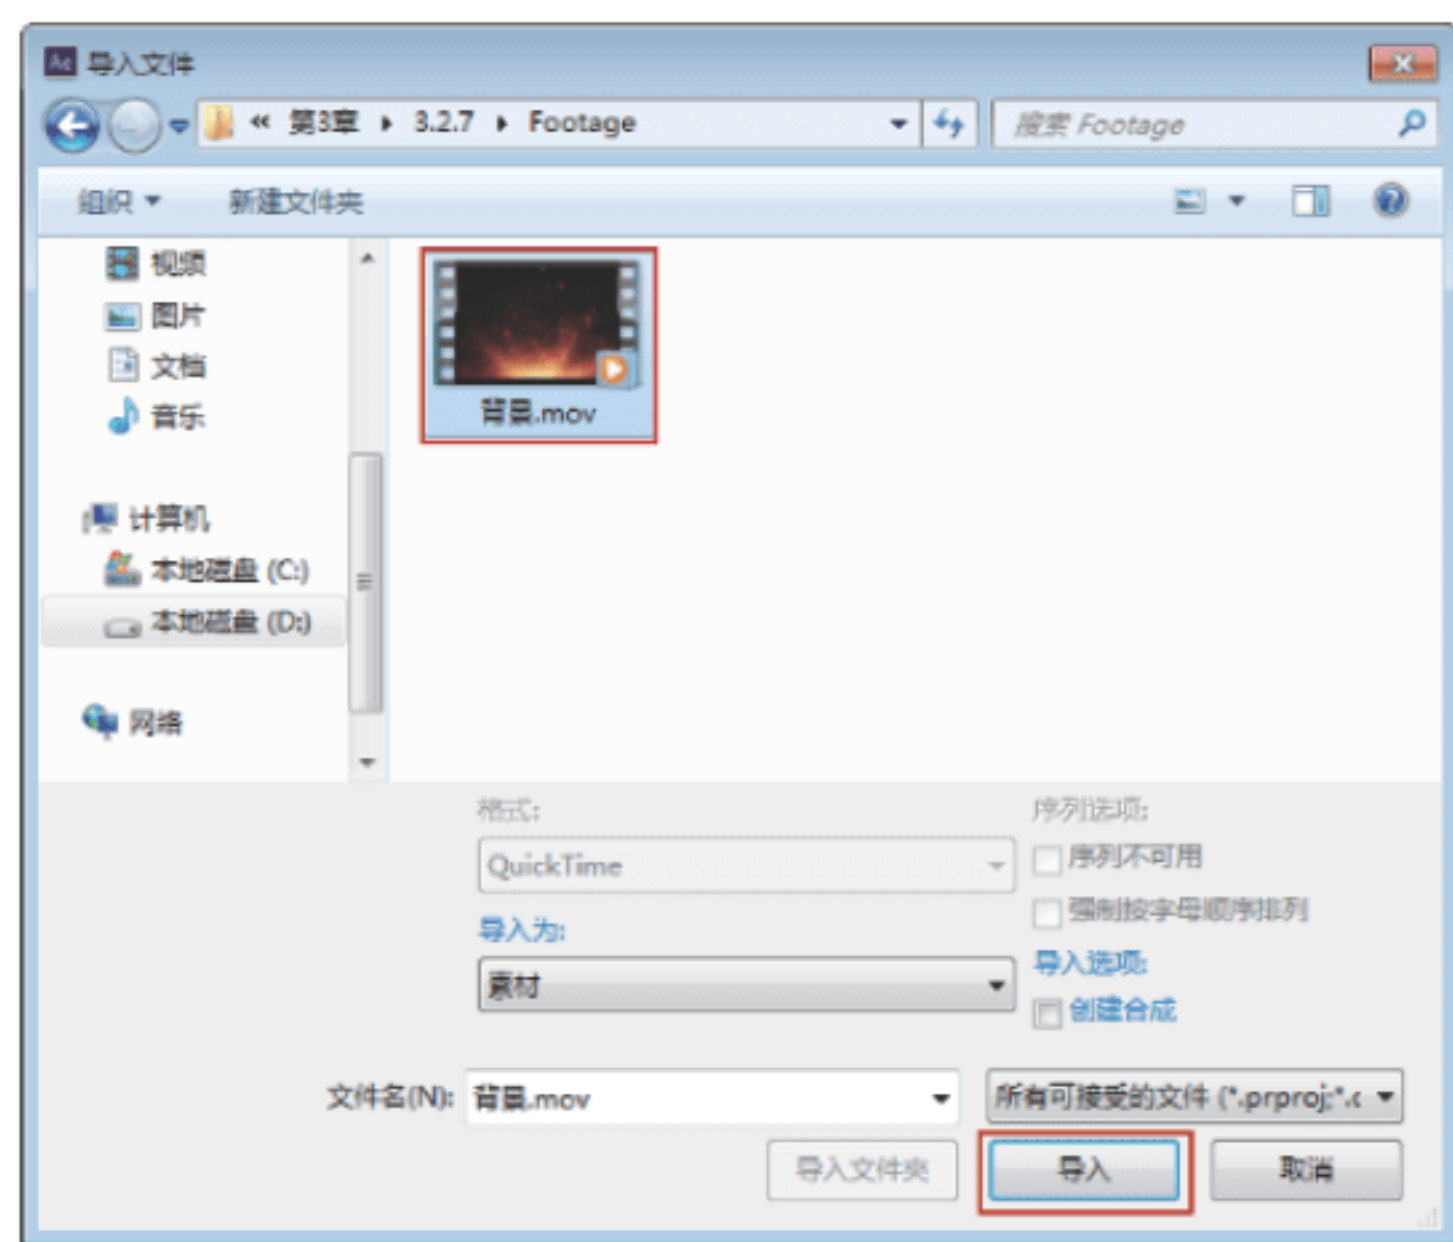 Ae 导入文件
« 第3章 ▸ 3.2.7 ▸ Footage
搜索 Footage
组织 新建文件夹
视频
图片
文档
音乐
计算机
本地磁盘 (C:)
本地磁盘 (D:)
网络
背景.mov
格式:
QuickTime
导入为:
素材
序列选项:
序列不可用
强制按字母顺序排列
导入选项:
创建合成
文件名(N): 背景.mov
所有可接受的文件 (*.prproj;*.c
导入文件夹 导入 取消